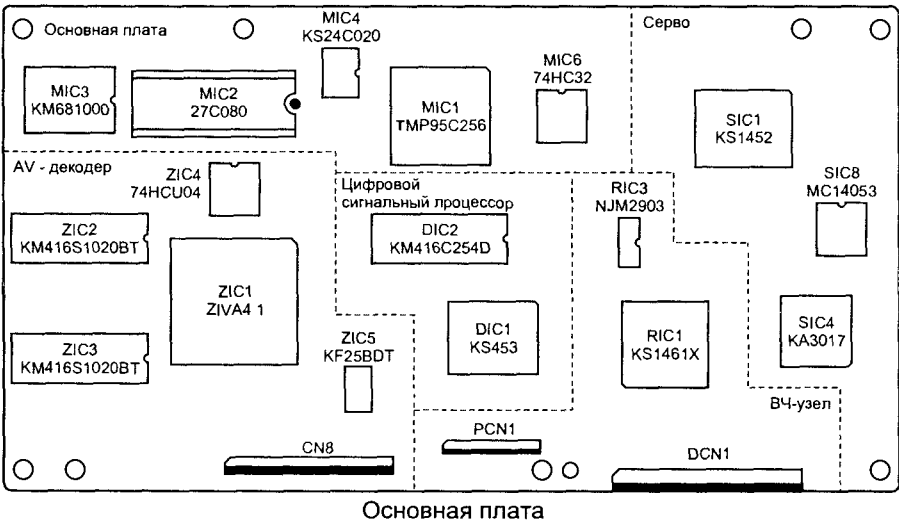 Основная плата
MIC4
KS24C020
Серво
MIC3
KM681000
MIC2
27C080
MIC1
TMP95C256
MIC6
74HC32
SIC1
KS1452
AV - декодер
ZIC4
74HCU04
Цифровой
сигнальный процессор
RIC3
NJM2903
SIC8
MC14053
ZIC2
KM416S1020BT
DIC2
KM416C254D
ZIC1
ZIVA4 1
ZIC3
KM416S1020BT
ZIC5
KF25BDT
DIC1
KS453
RIC1
KS1461X
SIC4
KA3017
ВЧ-узел
CN8
PCN1
DCN1
Основная плата